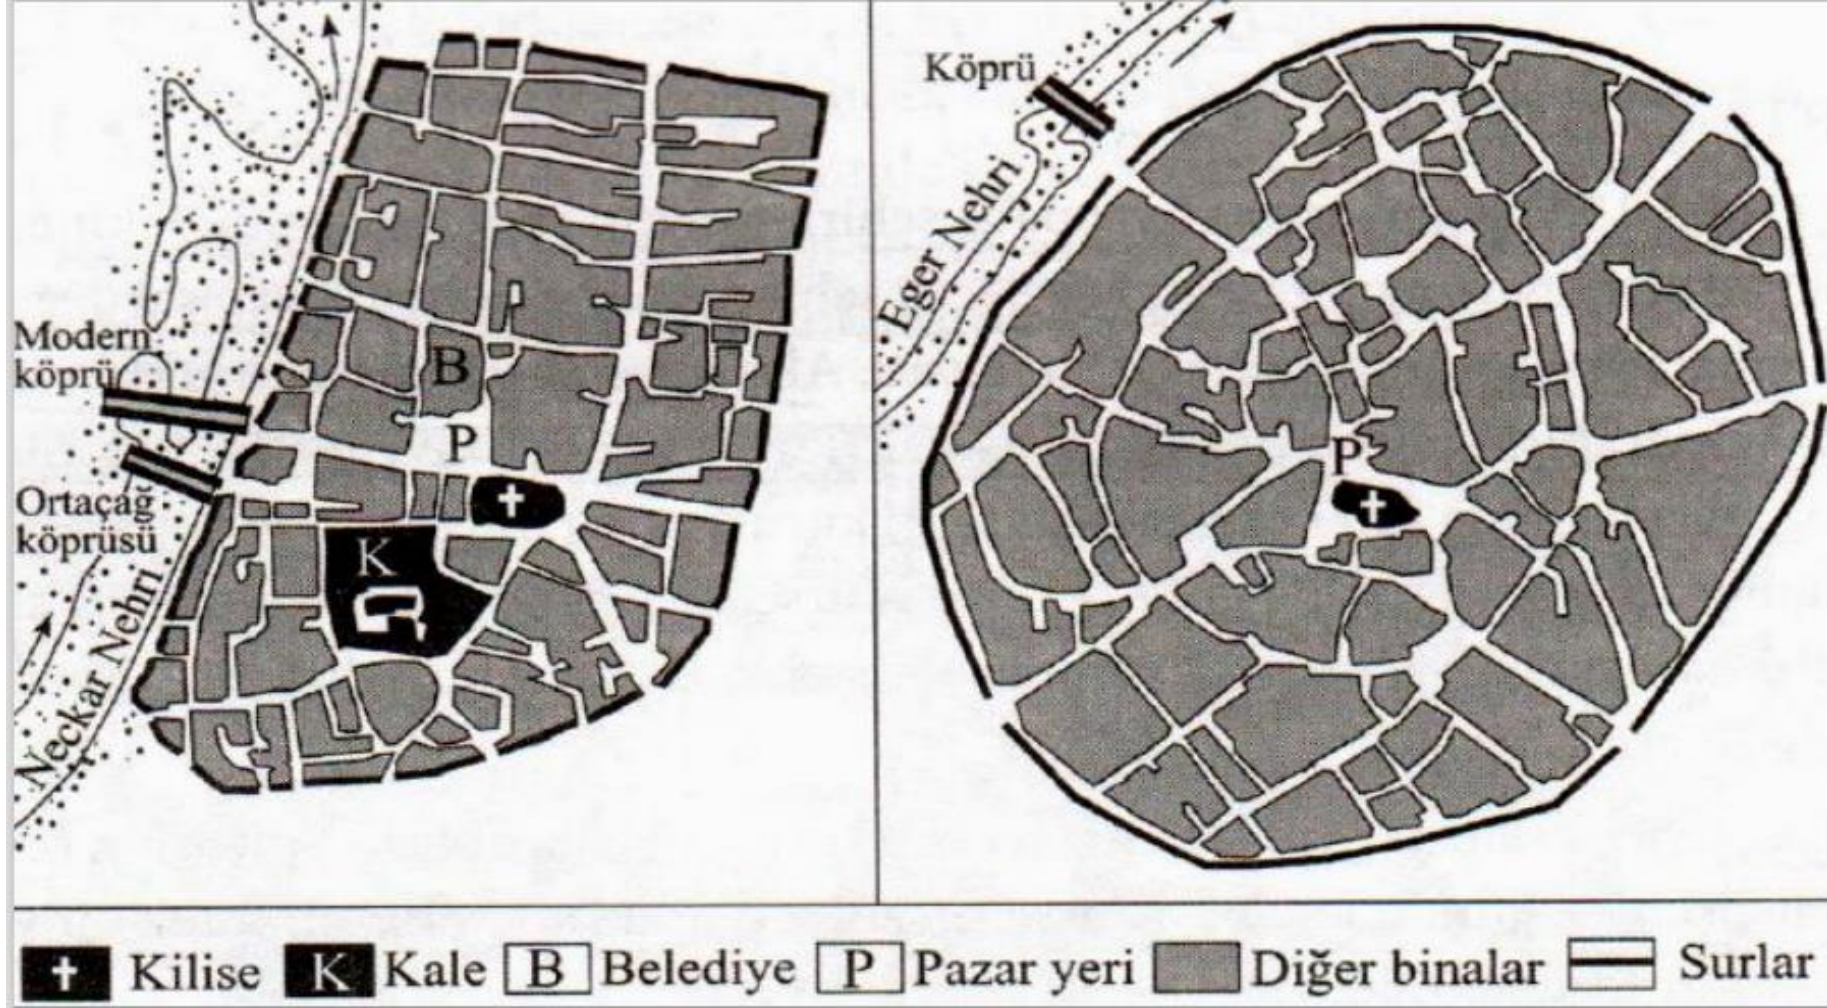 Modern
köprü
Ortaçağ
köprüsü
Neckar Nehri
B
P
K
Köprü
Eger Nehri
P
Kilise
K Kale
B Belediye
P Pazar yeri
Diğer binalar
Surlar